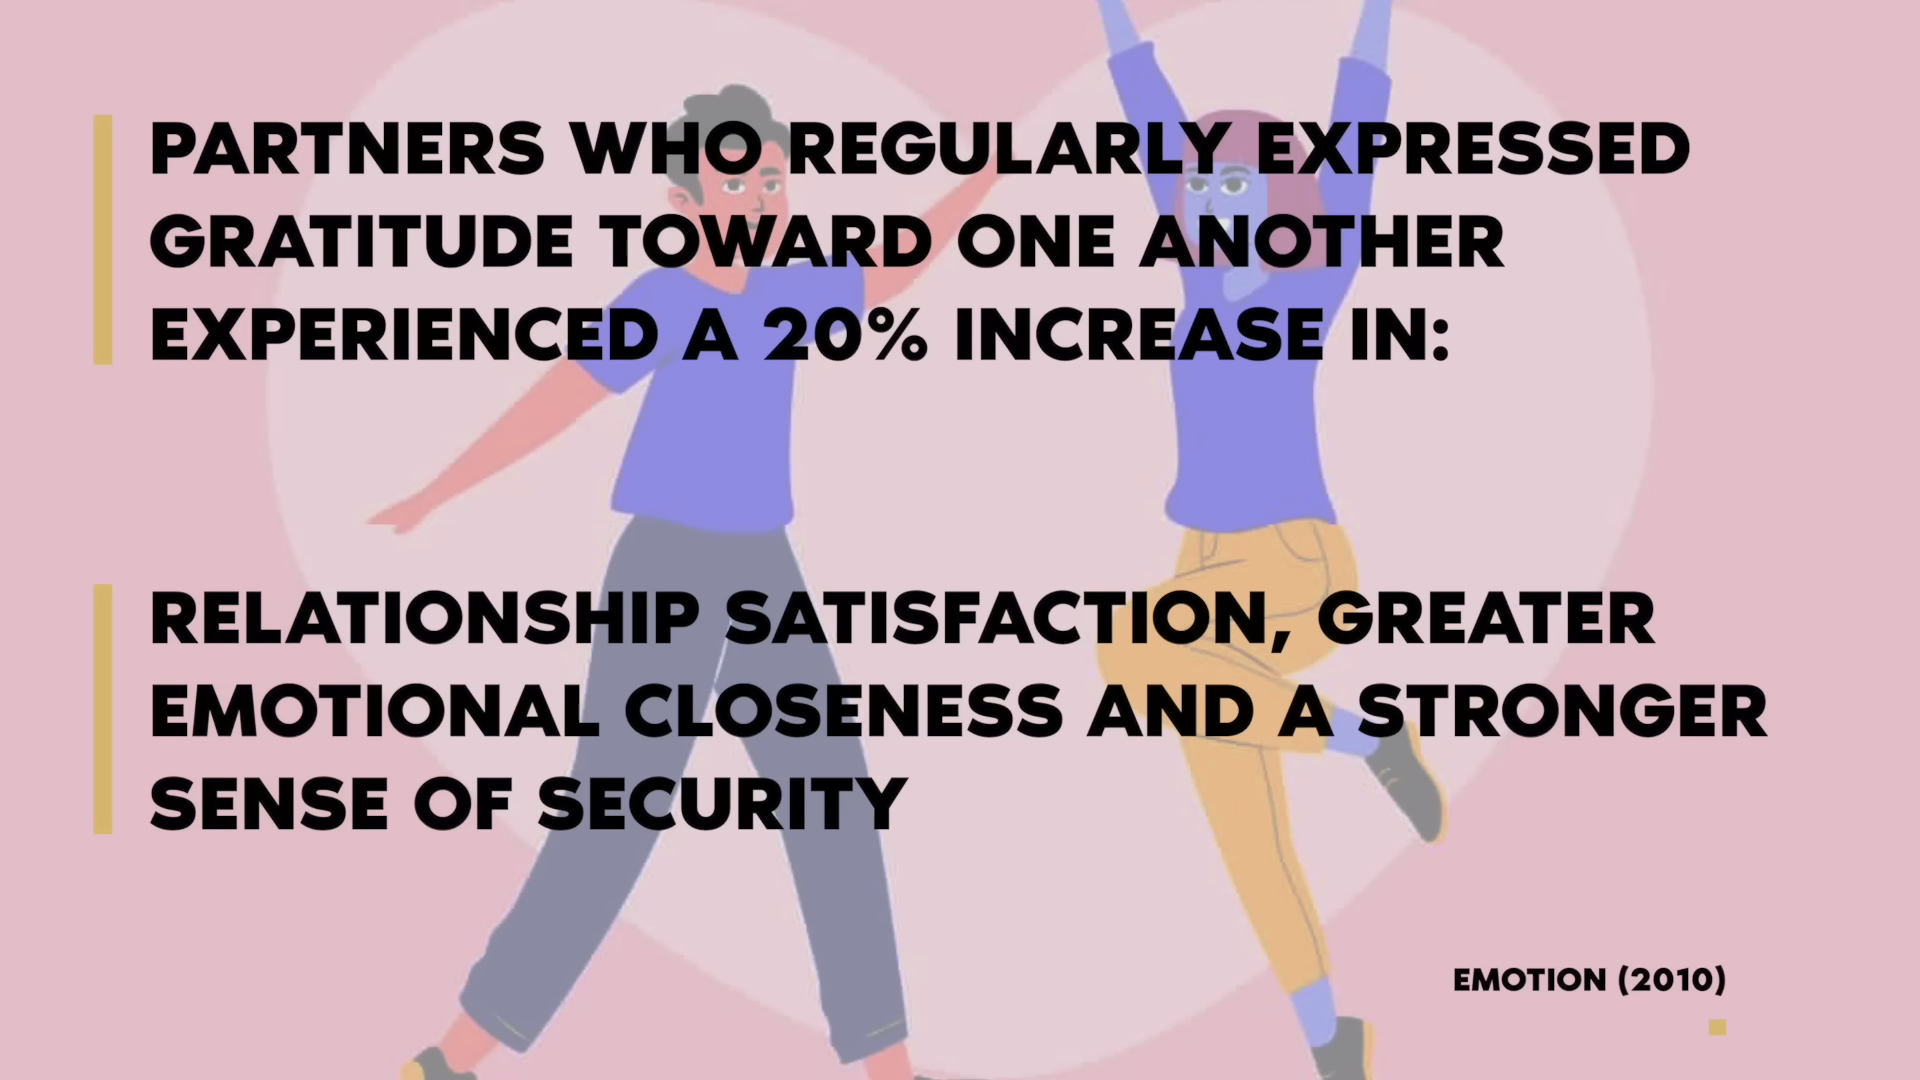 PARTNERS WHO REGULARLY EXPRESSED
GRATITUDE TOWARD ONE ANOTHER
EXPERIENCED A 20% INCREASE IN:
RELATIONSHIP SATISFACTION, GREATER
EMOTIONAL CLOSENESS AND A STRONGER
SENSE OF SECURITY
EMOTION (2010)